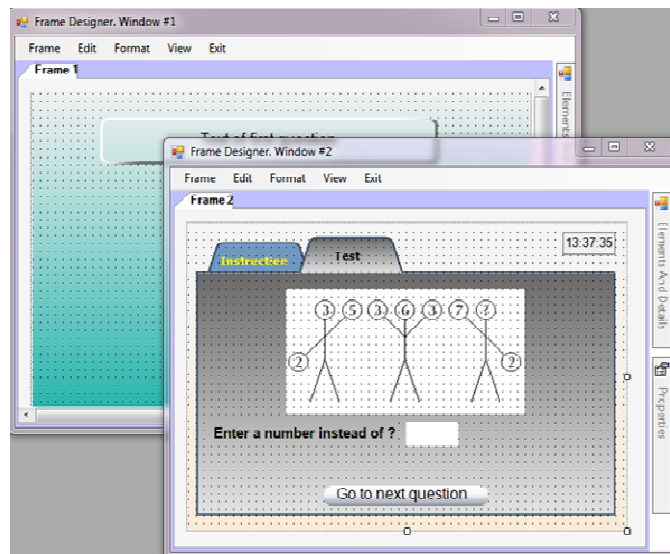 Frame Designer. Window #1
Frame Edit Format View Exit
Frame 1
Elements
Text of first question
Frame Designer. Window #2
Frame Edit Format View Exit
Frame 2
13:37:35
Instruction Test
3 5 3 6 3 7 ?
2 2
Enter a number instead of ?
Go to next question
Elements And Details
Properties